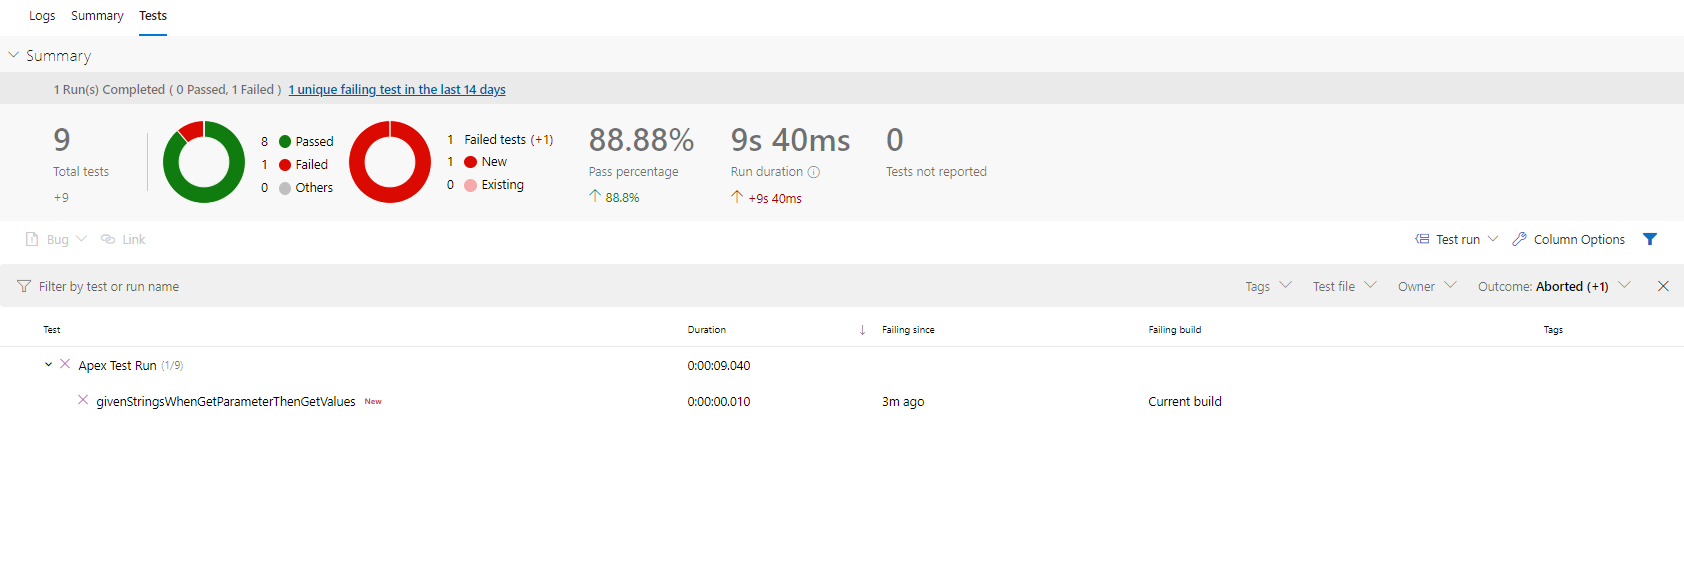 Logs Summary Tests
Summary
1 Run(s) Completed ( 0 Passed, 1 Failed ) 1 unique failing test in the last 14 days
9
Total tests
+9
8 Passed
1 Failed
0 Others
1 Failed tests (+1)
1 New
0 Existing
88.88%
Pass percentage
88.8%
9s 40ms
Run duration
+9s 40ms
0
Tests not reported
Bug Link Test run Column Options
Filter by test or run name Tags Test file Owner Outcome: Aborted (+1)
Test Duration Failing since Failing build Tags
Apex Test Run (1/9) 0:00:09.040
givenStringsWhenGetParameterThenGetValues New 0:00:00.010 3m ago Current build